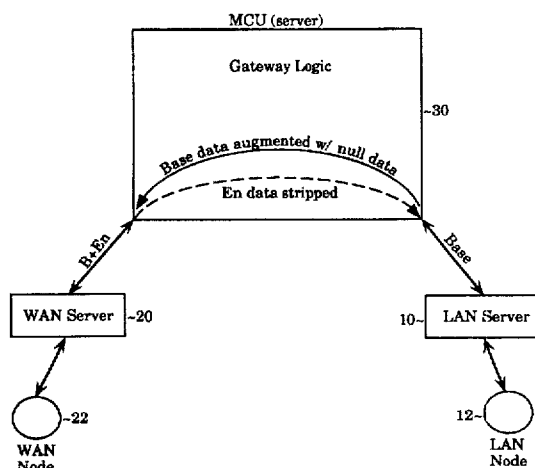 MCU (server)
Gateway Logic
~30
Base data augmented w/ null data
En data stripped
B+En
Base
WAN Server
~20
10~
LAN Server
~22
12~
WAN
Node
LAN
Node